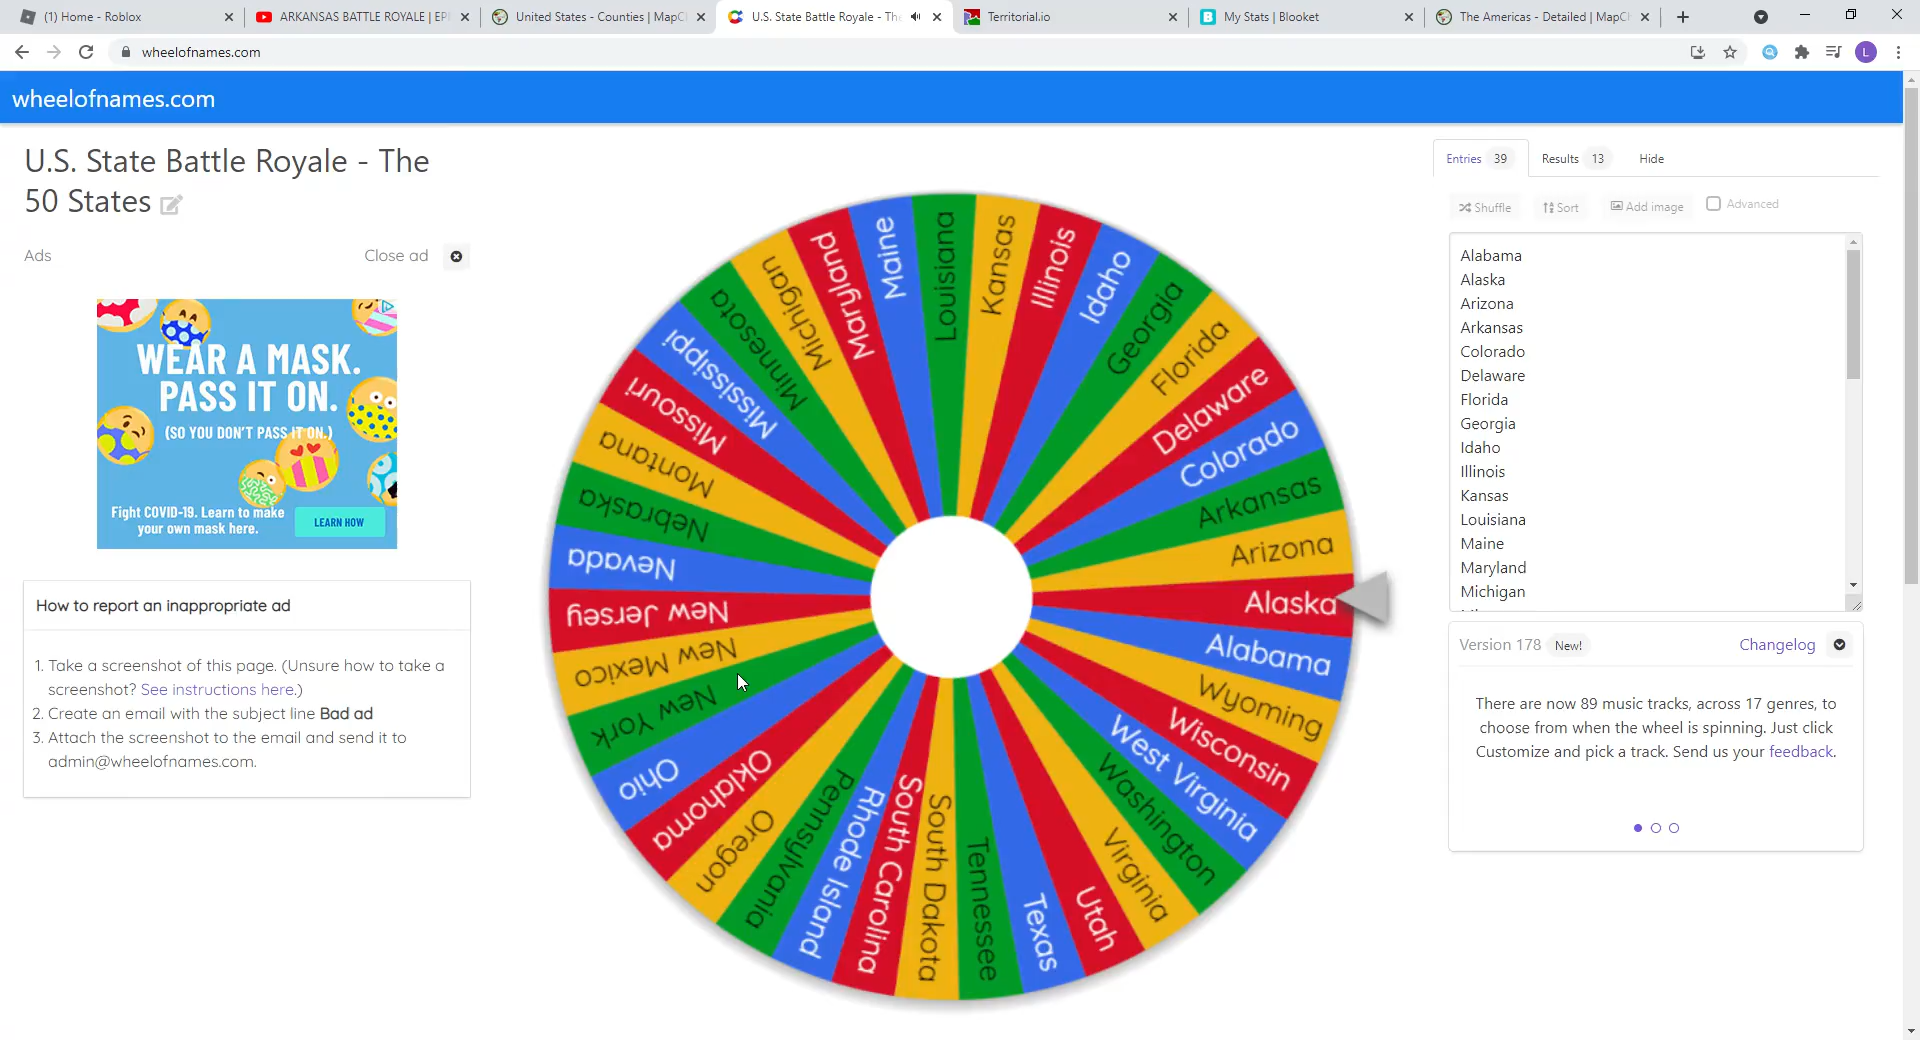 (1) Home - Roblox
ARKANSAS BATTLE ROYALE | EPI
United States - Counties | MapCh
U.S. State Battle Royale - The
Territorial.io
My Stats | Blooket
The Americas - Detailed | MapCh
wheelofnames.com
L
wheelofnames.com
U.S. State Battle Royale - The
50 States
Ads
Close ad
WEAR A MASK.
PASS IT ON.
(SO YOU DON'T PASS IT ON.)
Fight COVID-19. Learn to make
your own mask here.
LEARN HOW
How to report an inappropriate ad
1. Take a screenshot of this page. (Unsure how to take a
screenshot? See instructions here.)
2. Create an email with the subject line Bad ad
3. Attach the screenshot to the email and send it to
admin@wheelofnames.com.
Louisiana
Kansas
Illinois
Idaho
Georgia
Florida
Delaware
Colorado
Arkansas
Arizona
Alaska
Alabama
Wyoming
Wisconsin
West Virginia
Washington
Virginia
Utah
Texas
Tennessee
South Dakota
South Carolina
Rhode Island
Pennsylvania
Oregon
Oklahoma
Ohio
New York
New Mexico
New Jersey
Nevada
Nebraska
Montana
Missouri
Mississippi
Minnesota
Michigan
Maryland
Maine
Entries 39
Results 13
Hide
Shuffle
Sort
Add image
Advanced
Alabama
Alaska
Arizona
Arkansas
Colorado
Delaware
Florida
Georgia
Idaho
Illinois
Kansas
Louisiana
Maine
Maryland
Michigan
Version 178
New!
Changelog
There are now 89 music tracks, across 17 genres, to
choose from when the wheel is spinning. Just click
Customize and pick a track. Send us your feedback.